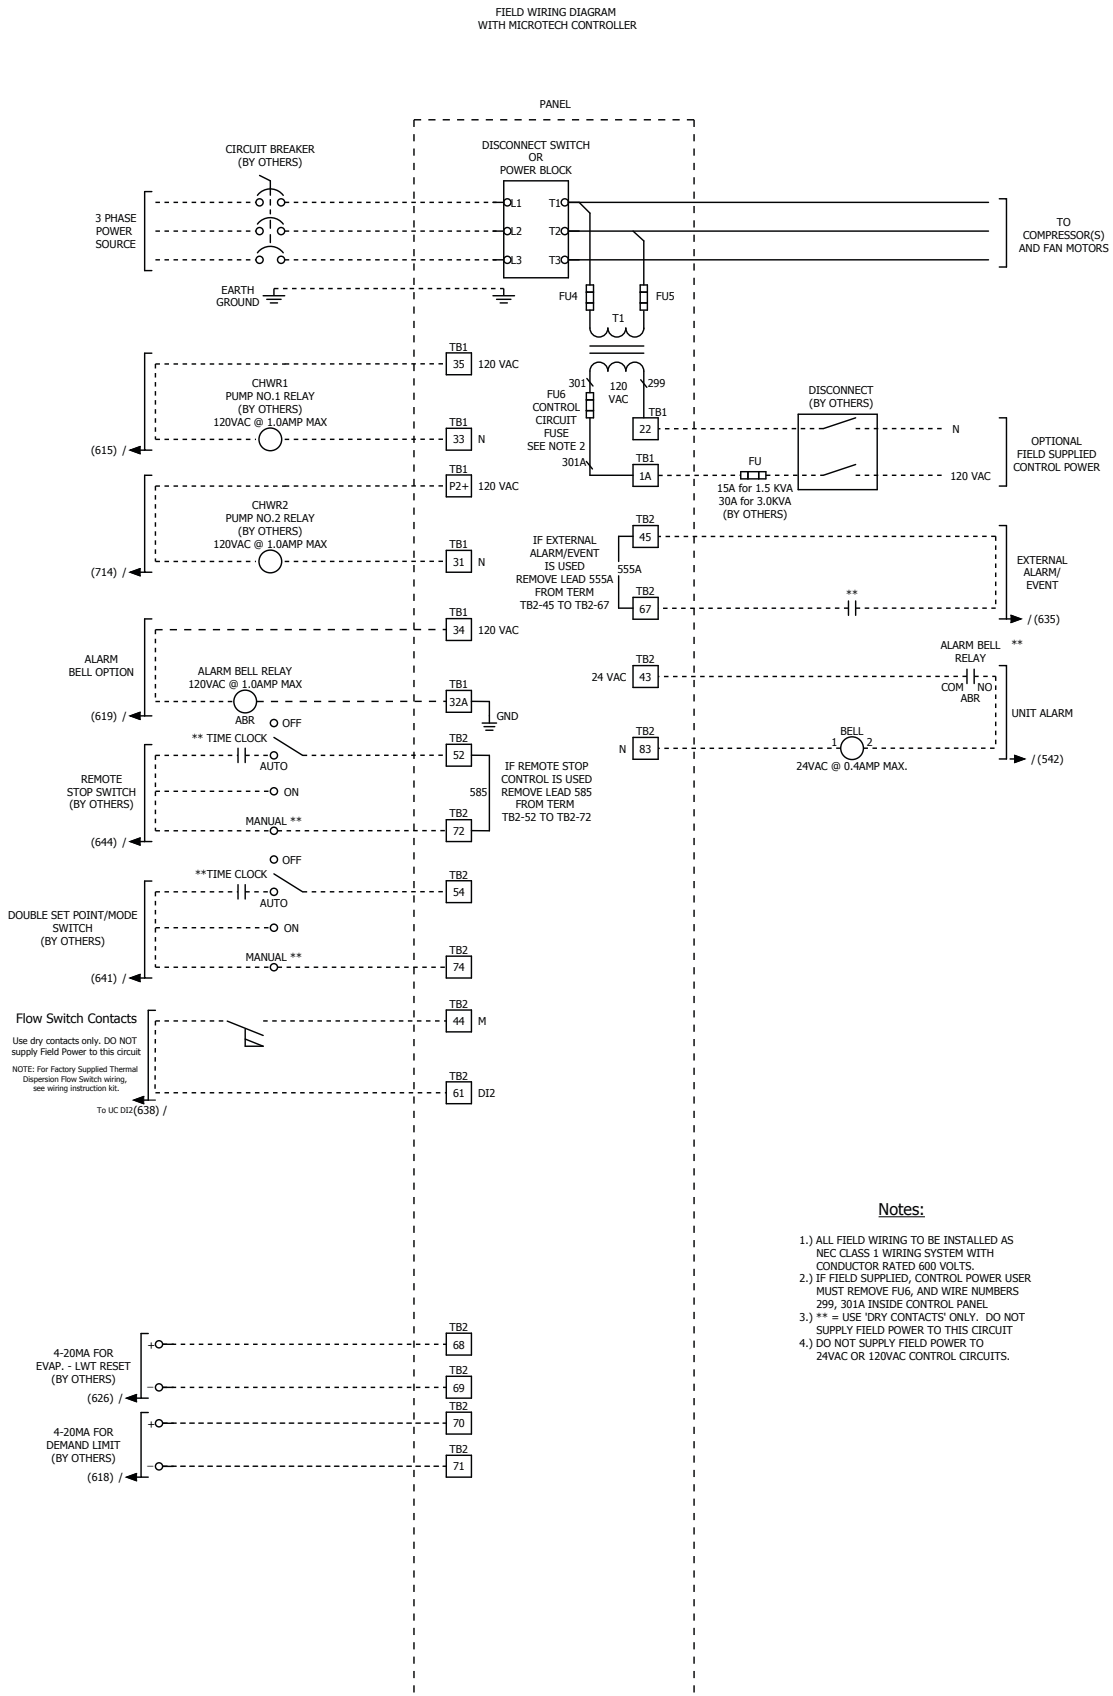 FIELD WIRING DIAGRAM
WITH MICROTECH CONTROLLER
PANEL
CIRCUIT BREAKER
(BY OTHERS)
DISCONNECT SWITCH
OR
POWER BLOCK
3 PHASE
POWER
SOURCE
L1
L2
L3
T1
T2
T3
TO
COMPRESSOR(S)
AND FAN MOTORS
EARTH
GROUND
FU4
FU5
T1
301
120
VAC
299
FU6
CONTROL
CIRCUIT
FUSE
SEE NOTE 2
301A
TB1
22
TB1
1A
FU
15A for 1.5 KVA
30A for 3.0KVA
(BY OTHERS)
DISCONNECT
(BY OTHERS)
N
120 VAC
OPTIONAL
FIELD SUPPLIED
CONTROL POWER
TB1
35
120 VAC
CHWR1
PUMP NO.1 RELAY
(BY OTHERS)
120VAC @ 1.0AMP MAX
TB1
33
N
(615) /
TB1
P2+
120 VAC
CHWR2
PUMP NO.2 RELAY
(BY OTHERS)
120VAC @ 1.0AMP MAX
TB1
31
N
(714) /
IF EXTERNAL
ALARM/EVENT
IS USED
REMOVE LEAD 555A
FROM TERM
TB2-45 TO TB2-67
555A
TB2
45
TB2
67
**
EXTERNAL
ALARM/
EVENT
/ (635)
TB1
34
120 VAC
ALARM
BELL OPTION
ALARM BELL RELAY
120VAC @ 1.0AMP MAX
ABR
TB1
32A
GND
(619) /
24 VAC
TB2
43
ALARM BELL
RELAY
**
COM
NO
ABR
UNIT ALARM
N
TB2
83
BELL
1
2
24VAC @ 0.4AMP MAX.
/ (542)
OFF
** TIME CLOCK
AUTO
ON
MANUAL **
REMOTE
STOP SWITCH
(BY OTHERS)
(644) /
TB2
52
585
TB2
72
IF REMOTE STOP
CONTROL IS USED
REMOVE LEAD 585
FROM TERM
TB2-52 TO TB2-72
OFF
**TIME CLOCK
AUTO
ON
MANUAL **
DOUBLE SET POINT/MODE
SWITCH
(BY OTHERS)
(641) /
TB2
54
TB2
74
Flow Switch Contacts
Use dry contacts only. DO NOT
supply Field Power to this circuit
NOTE: For Factory Supplied Thermal
Dispersion Flow Switch wiring,
see wiring instruction kit.
To UC DI2(638) /
TB2
44
M
TB2
61
DI2
Notes:
1.) ALL FIELD WIRING TO BE INSTALLED AS
NEC CLASS 1 WIRING SYSTEM WITH
CONDUCTOR RATED 600 VOLTS.
2.) IF FIELD SUPPLIED, CONTROL POWER USER
MUST REMOVE FU6, AND WIRE NUMBERS
299, 301A INSIDE CONTROL PANEL
3.) ** = USE 'DRY CONTACTS' ONLY. DO NOT
SUPPLY FIELD POWER TO THIS CIRCUIT
4.) DO NOT SUPPLY FIELD POWER TO
24VAC OR 120VAC CONTROL CIRCUITS.
4-20MA FOR
EVAP. - LWT RESET
(BY OTHERS)
(626) /
+
−
TB2
68
TB2
69
4-20MA FOR
DEMAND LIMIT
(BY OTHERS)
(618) /
+
−
TB2
70
TB2
71